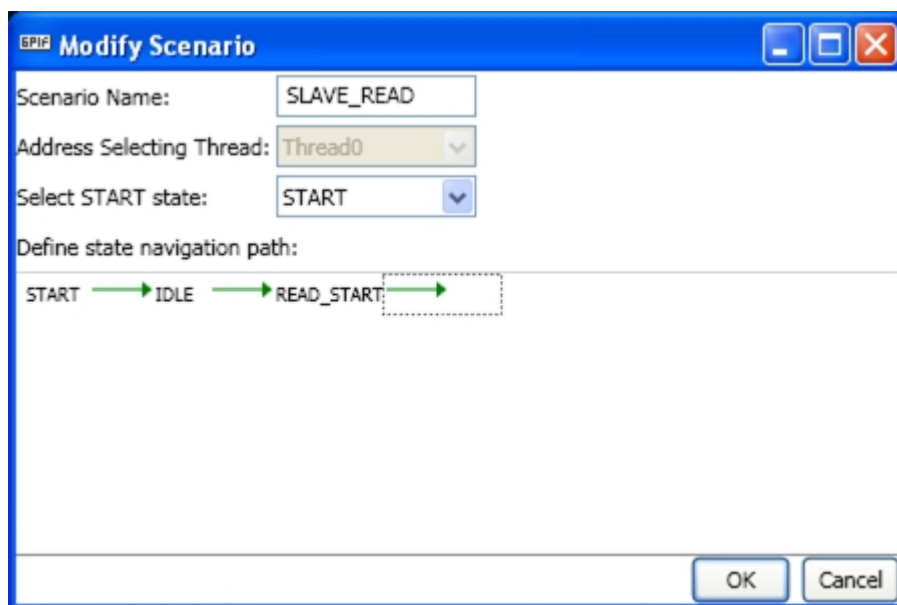 GPIF Modify Scenario
Scenario Name: SLAVE_READ
Address Selecting Thread: Thread0
Select START state: START
Define state navigation path:
START IDLE READ_START
OK Cancel